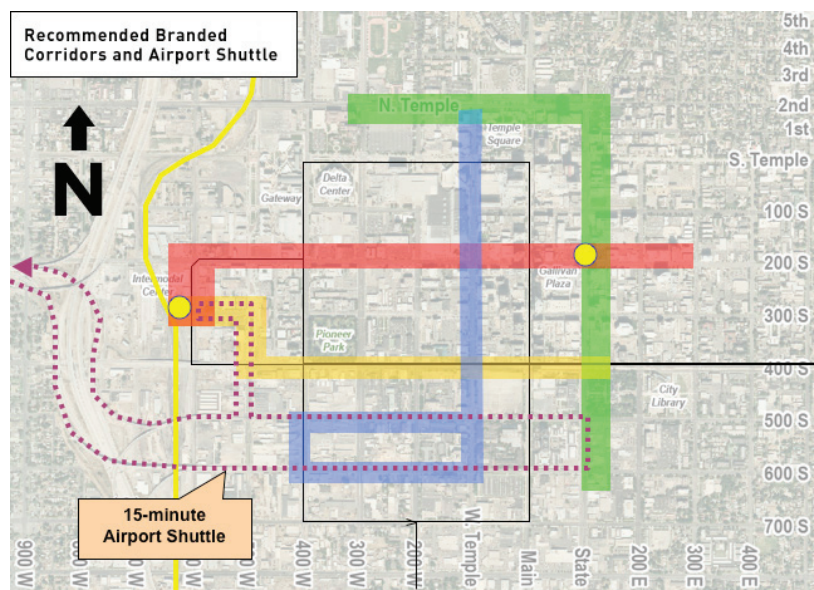 Recommended Branded
Corridors and Airport Shuttle
5th
4th
3rd
2nd
1st
N. Temple
Temple
Square
S. Temple
N
Delta
Center
Gateway
100 S
200 S
Intermodal
Center
Gallivan
Plaza
300 S
Pioneer
Park
400 S
City
Library
500 S
600 S
15-minute
Airport Shuttle
700 S
900 W
400 W
300 W
200 W
W. Temple
Main
State
200 E
300 E
400 E